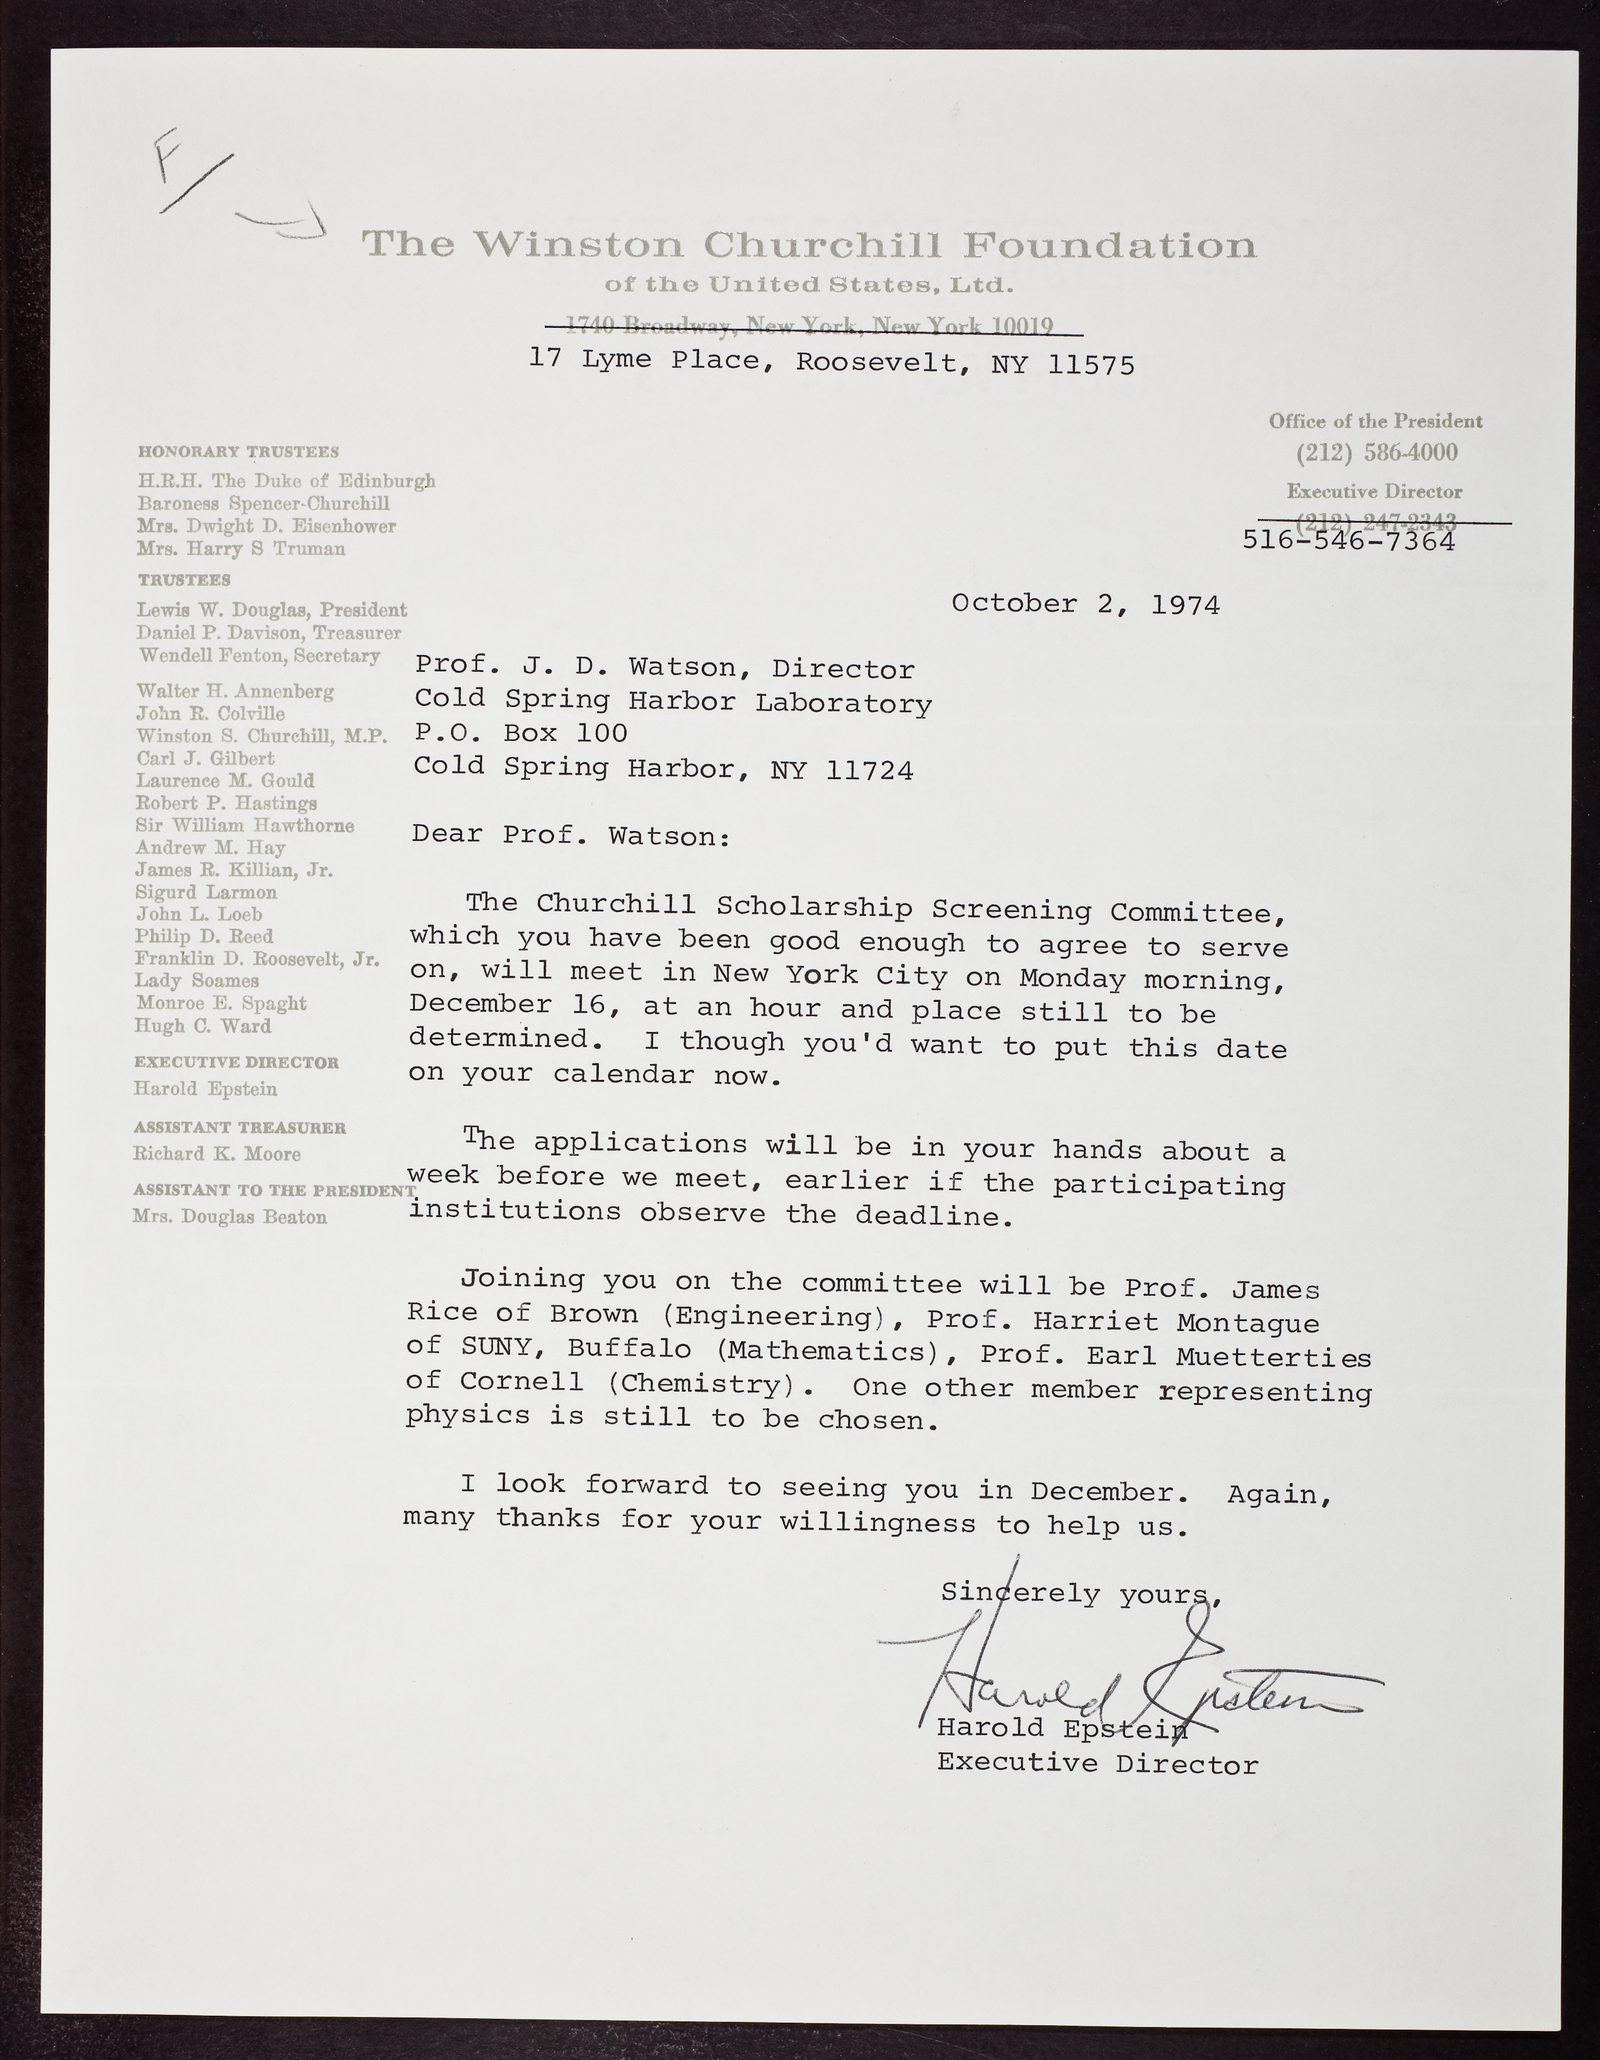 F
The Winston Churchill Foundation
of the United States, Ltd.
1740 Broadway, New York, New York 10019
17 Lyme Place, Roosevelt, NY 11575
Office of the President
(212) 586-4000
Executive Director
(212) 247-2343
516-546-7364
HONORARY TRUSTEES
H.R.H. The Duke of Edinburgh
Baroness Spencer-Churchill
Mrs. Dwight D. Eisenhower
Mrs. Harry S Truman
TRUSTEES
Lewis W. Douglas, President
Daniel P. Davison, Treasurer
Wendell Fenton, Secretary
Walter H. Annenberg
John R. Colville
Winston S. Churchill, M.P.
Carl J. Gilbert
Laurence M. Gould
Robert P. Hastings
Sir William Hawthorne
Andrew M. Hay
James R. Killian, Jr.
Sigurd Larmon
John L. Loeb
Philip D. Reed
Franklin D. Roosevelt, Jr.
Lady Soames
Monroe E. Spaght
Hugh C. Ward
EXECUTIVE DIRECTOR
Harold Epstein
ASSISTANT TREASURER
Richard K. Moore
ASSISTANT TO THE PRESIDENT
Mrs. Douglas Beaton
October 2, 1974
Prof. J. D. Watson, Director
Cold Spring Harbor Laboratory
P.O. Box 100
Cold Spring Harbor, NY 11724
Dear Prof. Watson:
The Churchill Scholarship Screening Committee,
which you have been good enough to agree to serve
on, will meet in New York City on Monday morning,
December 16, at an hour and place still to be
determined. I though you'd want to put this date
on your calendar now.
The applications will be in your hands about a
week before we meet, earlier if the participating
institutions observe the deadline.
Joining you on the committee will be Prof. James
Rice of Brown (Engineering), Prof. Harriet Montague
of SUNY, Buffalo (Mathematics), Prof. Earl Muetterties
of Cornell (Chemistry). One other member representing
physics is still to be chosen.
I look forward to seeing you in December. Again,
many thanks for your willingness to help us.
Sincerely yours,
Harold Epstein
Harold Epstein
Executive Director